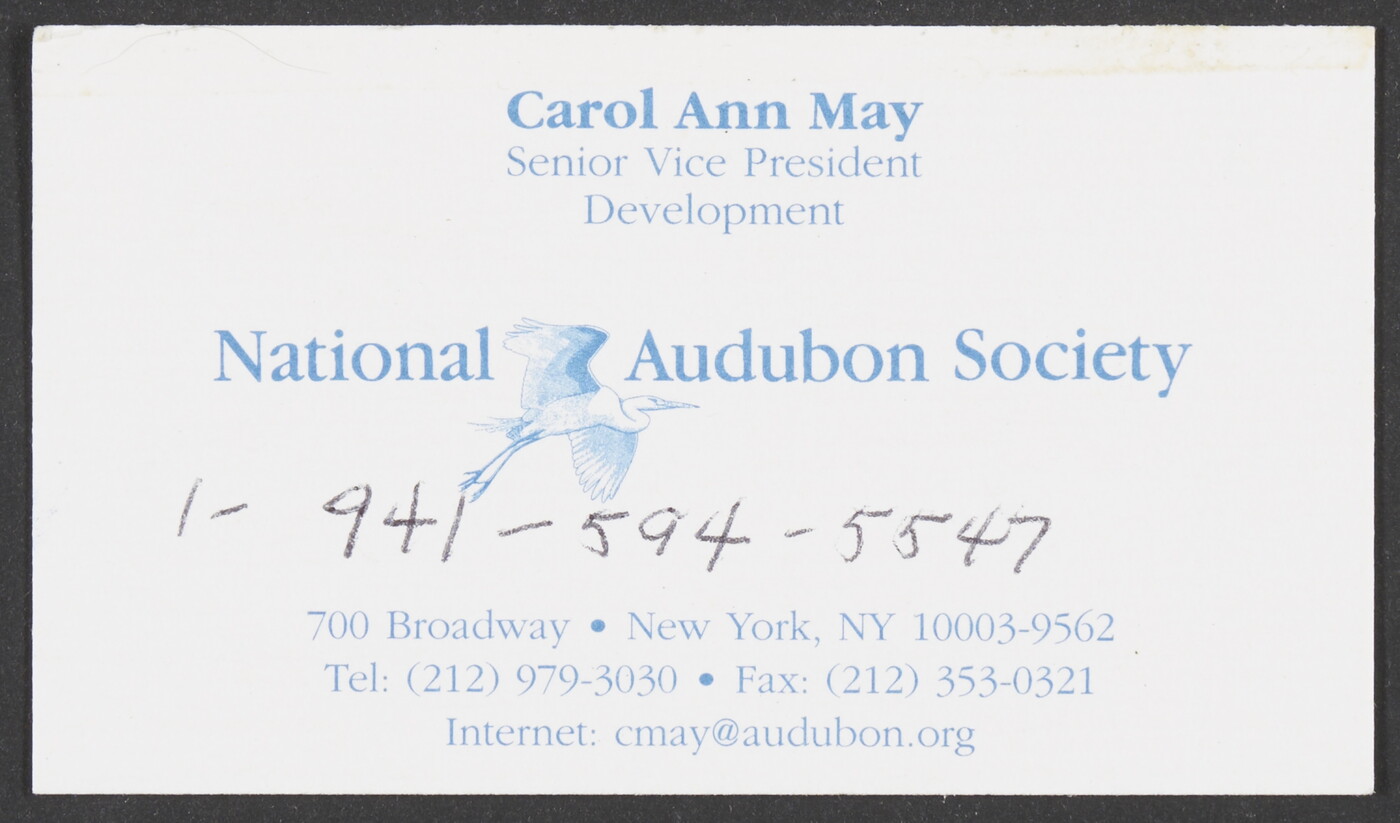 Carol Ann May
Senior Vice President
Development
National Audubon Society
1- 941-594-5547
700 Broadway • New York, NY 10003-9562
Tel: (212) 979-3030 • Fax: (212) 353-0321
Internet: cmay@audubon.org